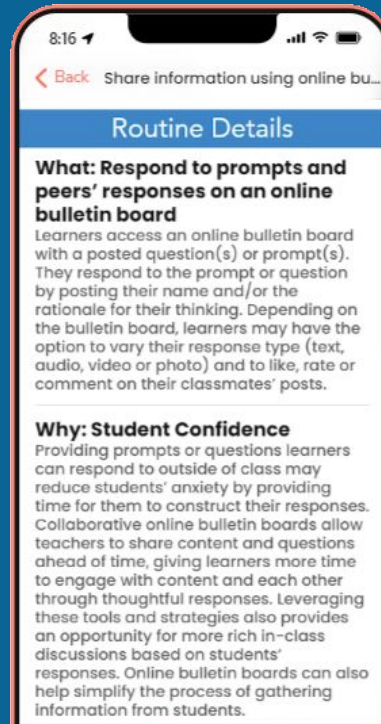 8:16
Back Share information using online bu...
Routine Details
What: Respond to prompts and
peers' responses on an online
bulletin board
Learners access an online bulletin board
with a posted question(s) or prompt(s).
They respond to the prompt or question
by posting their name and/or the
rationale for their thinking. Depending on
the bulletin board, learners may have the
option to vary their response type (text,
audio, video or photo) and to like, rate or
comment on their classmates' posts.
Why: Student Confidence
Providing prompts or questions learners
can respond to outside of class may
reduce students' anxiety by providing
time for them to construct their responses.
Collaborative online bulletin boards allow
teachers to share content and questions
ahead of time, giving learners more time
to engage with content and each other
through thoughtful responses. Leveraging
these tools and strategies also provides
an opportunity for more rich in-class
discussions based on students'
responses. Online bulletin boards can also
help simplify the process of gathering
information from students.